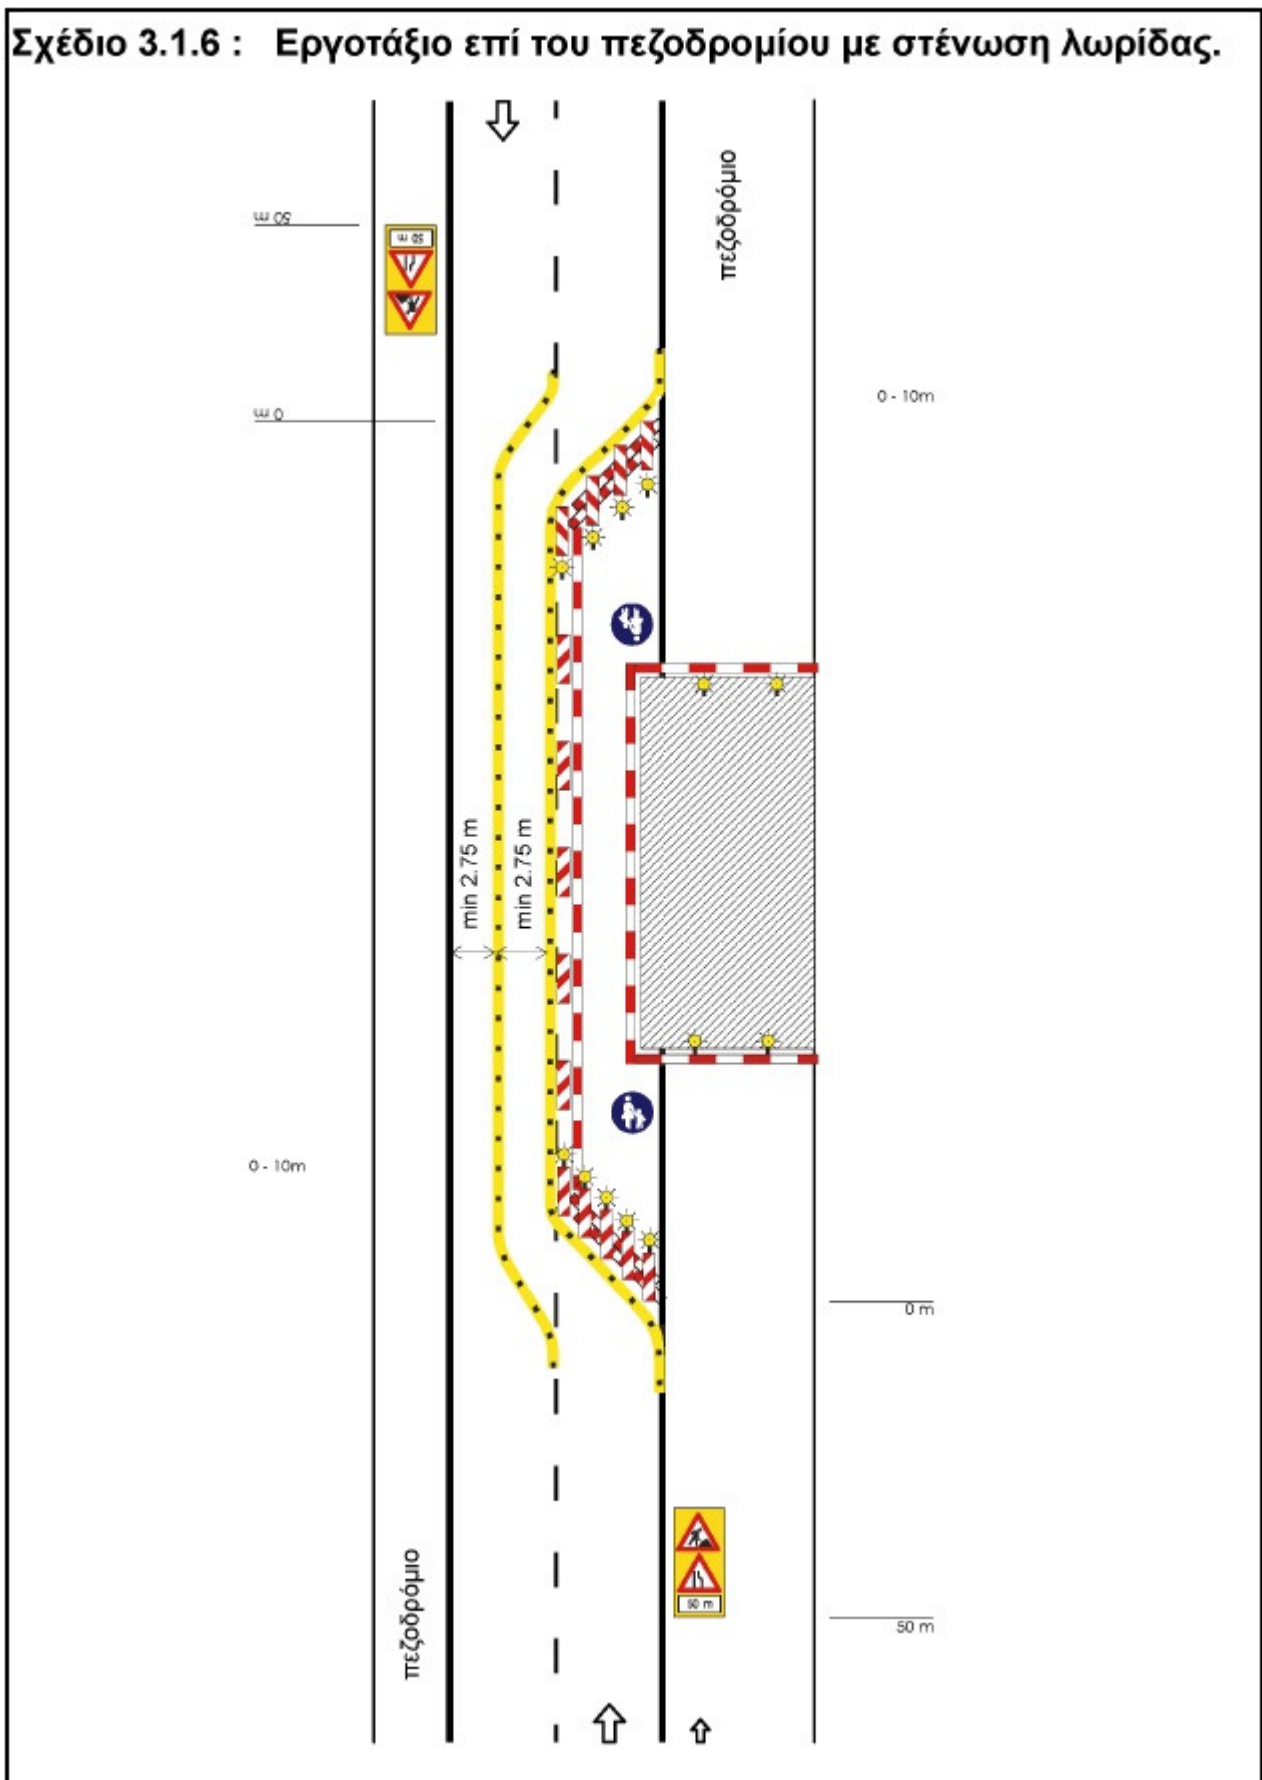 Σχέδιο 3.1.6 : Εργοτάξιο επί του πεζοδρομίου με στένωση λωρίδας.
πεζοδρόμιο
50 m
50 m
0 m
0 - 10m
min 2.75 m
min 2.75 m
0 - 10m
0 m
πεζοδρόμιο
50 m
50 m